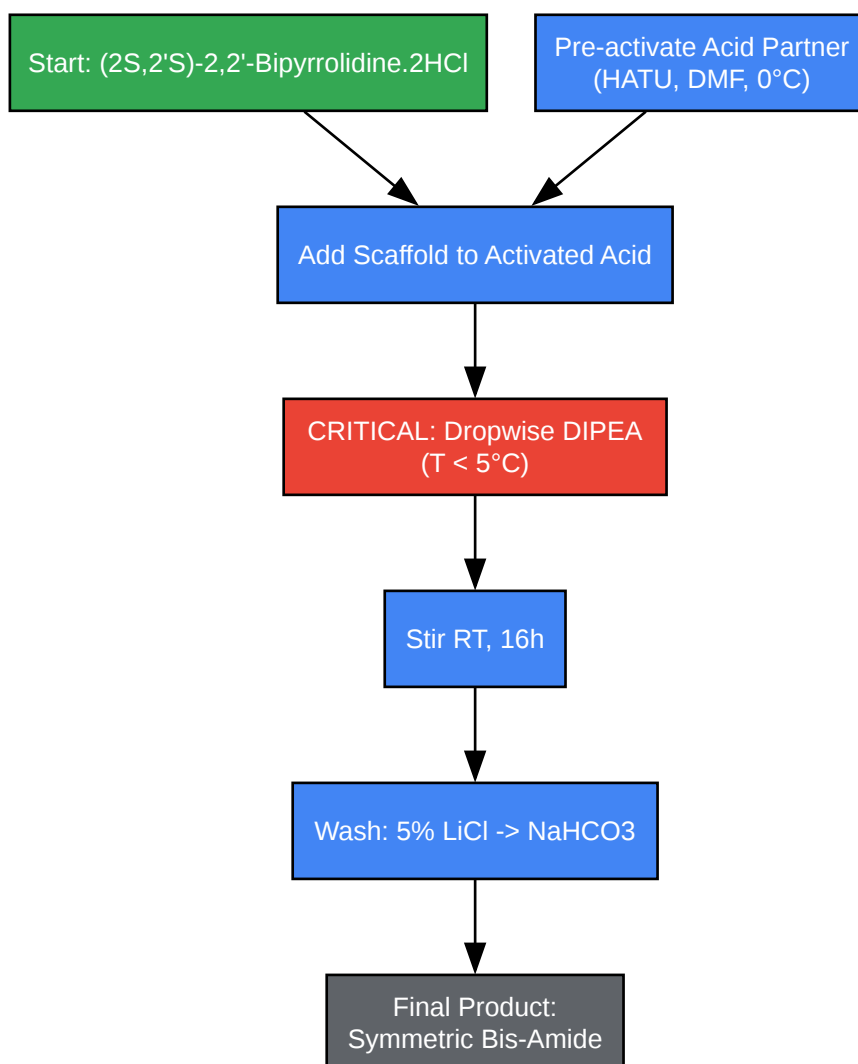 Start: (2S,2'S)-2,2'-Bipyrrolidine.2HCl
Pre-activate Acid Partner
(HATU, DMF, 0°C)
Add Scaffold to Activated Acid
CRITICAL: Dropwise DIPEA
(T < 5°C)
Stir RT, 16h
Wash: 5% LiCl -> NaHCO3
Final Product:
Symmetric Bis-Amide